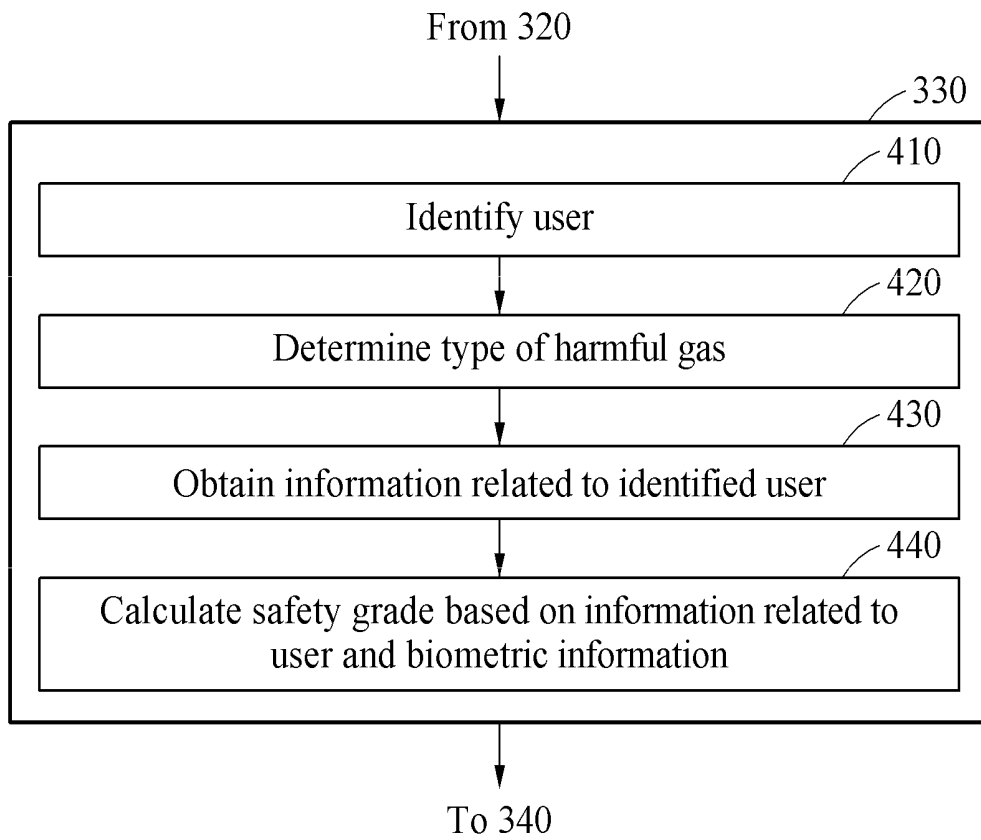 From 320
330
410
Identify user
420
Determine type of harmful gas
430
Obtain information related to identified user
440
Calculate safety grade based on information related to
user and biometric information
To 340